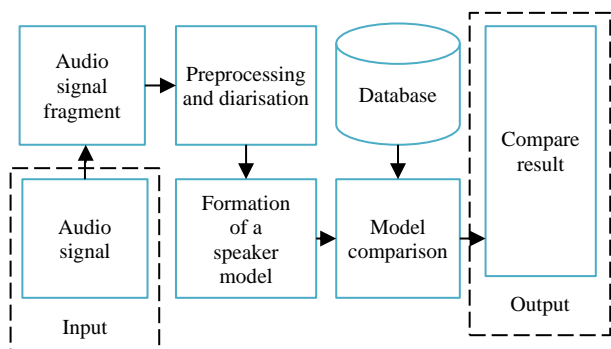 Audio
signal
fragment
Preprocessing
and diarisation
Database
Compare
result
Audio
signal
Formation
of a
speaker
model
Model
comparison
Input
Output